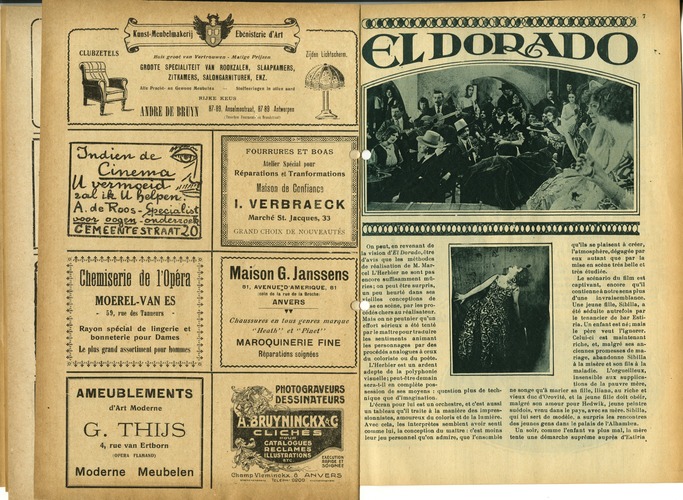 Kunst-Meubelmakerij Ebénisterie d'Art
CLUBZETELS
Zijden Lichtscherm.
Huis groot van Vertrouwen - Matige Prijzen
GROOTE SPECIALITEIT VAN ROOKZALEN, SLAAPKAMERS,
ZITKAMERS, SALONGARNITUREN, ENZ.
RIJKE KEUS
ANDRE DE BRUYN 87-89, Anselmostraat, 87-89 Antwerpen
Indien de
Cinema
U vermoeid
zal ik U helpen.
A. de Roos-Specialist
voor oogen-onderzoek
GEMEENTESTRAAT 20
FOURRURES ET BOAS
Atelier Spécial pour
Réparations et Tranformations
Maison de Confiance
I. VERBRAECK
Marché St. Jacques, 33
GRAND CHOIX DE NOUVEAUTÉS
Chemiserie de l'Opéra
MOEREL-VAN ES
59, rue des Tanneurs
Rayon spécial de lingerie et
bonneterie pour Dames
Le plus grand assortiment pour hommes
Maison G. Janssens
81, AVENUE D'AMERIQUE, 81
ANVERS
Chaussures en tous genres marque
"Heath" et "Pinet"
MAROQUINERIE FINE
Réparations soignées
AMEUBLEMENTS
d'Art Moderne
G. THIJS
4, rue van Ertborn
(OPERA FLAMAND)
Moderne Meubelen
PHOTOGRAVEURS
DESSINATEURS
A. BRUYNINCKX & C
CLICHÉS
POUR
CATALOGUES
RECLAMES
ILLUSTRATIONS
ETC.
EXECUTION
RAPIDE ET
SOIGNÉE
Champ Vleminckx. 6 ANVERS
7
EL DORADO
On peut, en revenant de
la vision d'El Dorado, être
d'avis que les méthodes
de réalisation de M. Mar-
cel L'Herbier ne sont pas
encore suffisamment mû-
ries; on peut être surpris,
un peu heurté dans ses
vieilles conceptions de
mise en scène, par les pro-
cédés chers au réalisateur.
Mais on ne peut nier qu'un
effort sérieux a été tenté
par le maître pour traduire
les sentiments animant
les personnages par des
procédés analogues à ceux
du coloriste ou du poète.
L'Herbier est un ardent
adepte de la polyphonie
visuelle; peut-être demain
sera-t-il en complète pos-
session de ses moyens : question plus de tech-
nique que d'imagination.
L'écran pour lui est un orchestre, et c'est aussi
un tableau qu'il traite à la manière des impres-
sionnistes, amoureux du coloris et de la lumière.
Avec cela, les interprètes semblent avoir senti
comme lui, la conception du maître : c'est moins
leur jeu personnel qu'on admire, que l'ensemble
qu'ils se plaisent à créer,
l'atmosphère, dégagée par
eux autant que par la
mise en scène très belle et
très étudiée.
Le scénario du film est
captivant, encore qu'il
contienne à notre sens plus
d'une invraisemblance.
Une jeune fille, Sibilla, a
été séduite autrefois par
le tenancier de bar Esti-
ria. Un enfant est né; mais
le père veut l'ignorer.
Celui-ci est maintenant
riche, et, malgré ses an-
ciennes promesses de ma-
riage, abandonne Sibilla
à la misère et son fils à la
maladie. L'orgueilleux,
insensible aux supplica-
tions de la pauvre mère,
ne songe qu'à marier sa fille, Iliana, au riche et
vieux duc d'Orovité, et la jeune fille doit obéir,
malgré son amour pour Hedwik, jeune peintre
suédois, venu dans le pays, avec sa mère. Sibilla,
qui lui sert de modèle, a surpris les rencontres
des jeunes gens dans le palais de l'Alhambra.
Un soir, comme l'enfant va plus mal, la mère
tente une démarche suprême auprès d'Estiria,